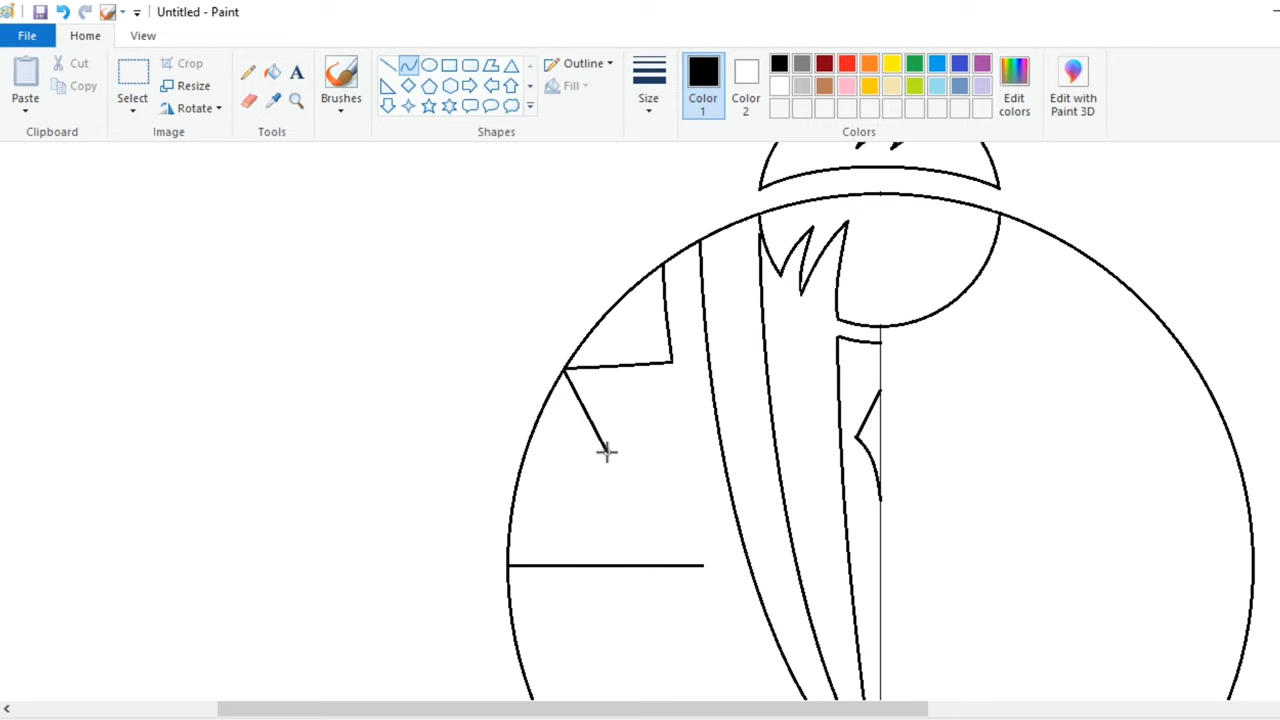 Untitled - Paint
File Home View
Paste
Cut
Copy
Clipboard
Select
Crop
Resize
Rotate
Image
A
Tools
Brushes
Outline
Fill
Shapes
Size
Color 1
Color 2
Edit colors
Colors
Edit with Paint 3D